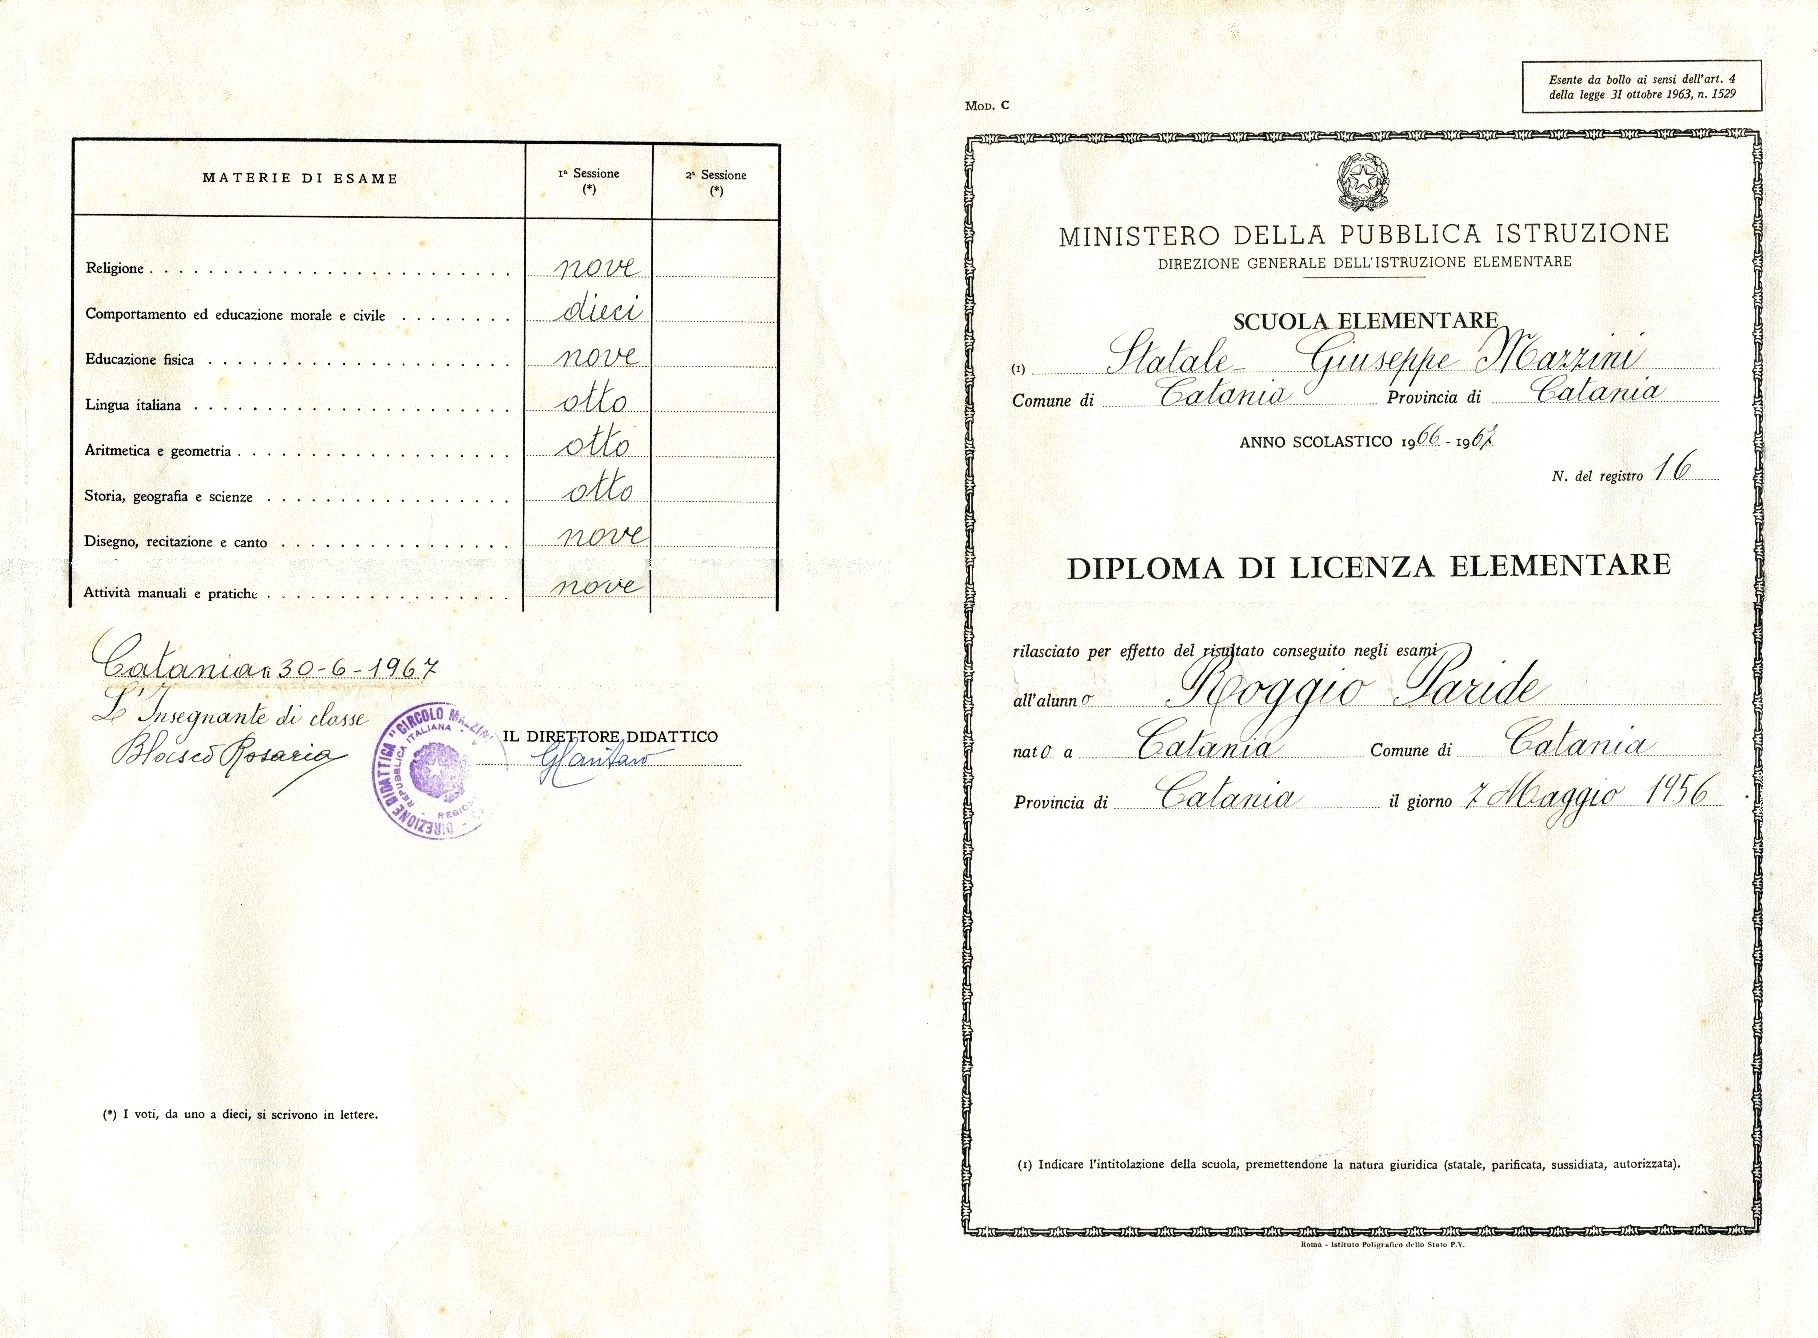 MATERIE DI ESAME
1ª Sessione
(*)
2ª Sessione
(*)
Religione . . . . . . . . . . . . . . . . . . . . . . . . . nove
Comportamento ed educazione morale e civile . . . . . . . . dieci
Educazione fisica . . . . . . . . . . . . . . . . . . . . . nove
Lingua italiana . . . . . . . . . . . . . . . . . . . . . . otto
Aritmetica e geometria . . . . . . . . . . . . . . . . . . . otto
Storia, geografia e scienze . . . . . . . . . . . . . . . . . otto
Disegno, recitazione e canto . . . . . . . . . . . . . . . . nove
Attività manuali e pratiche . . . . . . . . . . . . . . . . . nove
Catania li 30-6-1967
L'Insegnante di classe
Rosaria
DIREZIONE DIDATTICA "CIRCOLO MAZZINI
REPUBBLICA ITALIANA
IL DIRETTORE DIDATTICO
(*) I voti, da uno a dieci, si scrivono in lettere.
Esente da bollo ai sensi dell'art. 4
della legge 31 ottobre 1963, n. 1529
MOD. C
MINISTERO DELLA PUBBLICA ISTRUZIONE
DIREZIONE GENERALE DELL'ISTRUZIONE ELEMENTARE
SCUOLA ELEMENTARE
(1) Statale - Giuseppe Mazzini
Comune di Catania Provincia di Catania
ANNO SCOLASTICO 1966-1967
N. del registro 16
DIPLOMA DI LICENZA ELEMENTARE
rilasciato per effetto del risultato conseguito negli esami
all'alunno Roggio Paride
nato a Catania Comune di Catania
Provincia di Catania il giorno 7 Maggio 1956
(1) Indicare l'intitolazione della scuola, premettendone la natura giuridica (statale, parificata, sussidiata, autorizzata).
Roma - Istituto Poligrafico dello Stato P.V.